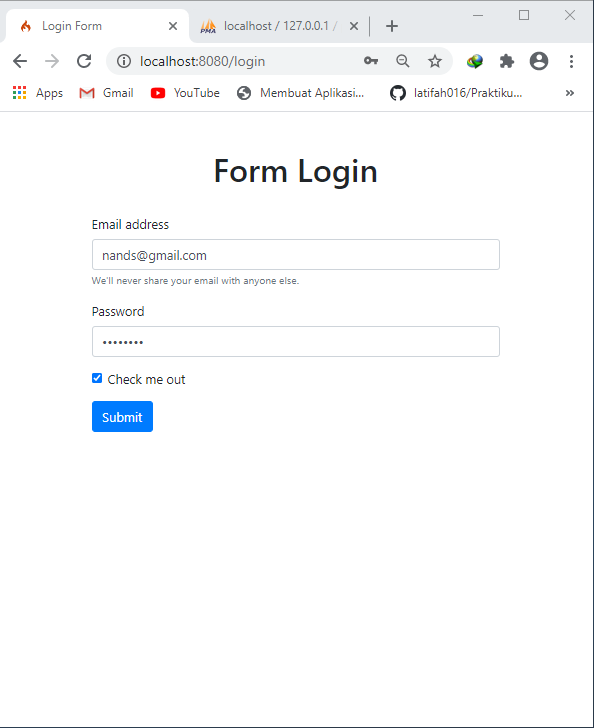 Login Form
localhost / 127.0.0.1 /
PMA
localhost:8080/login
Apps
Gmail
YouTube
Membuat Aplikasi...
latifah016/Praktiku...
»
Form Login
Email address
nands@gmail.com
We'll never share your email with anyone else.
Password
••••••••
Check me out
Submit